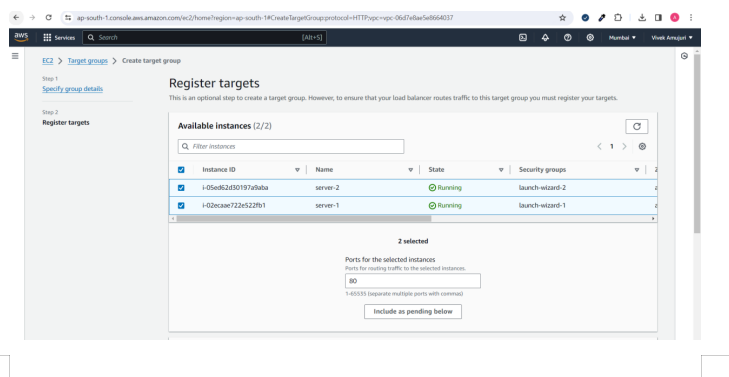 ap-south-1.console.aws.amazon.com/ec2/home?region=ap-south-1#CreateTargetGroup:protocol=HTTP;vpc=vpc-06d7e8ae5e8664037
aws Services Search [Alt+S] Mumbai Vivek Amujuri
EC2 > Target groups > Create target group
Step 1
Specify group details
Step 2
Register targets
Register targets
This is an optional step to create a target group. However, to ensure that your load balancer routes traffic to this target group you must register your targets.
Available instances (2/2)
Filter instances
< 1 >
Instance ID Name State Security groups
i-05ed62d30197a9aba server-2 Running launch-wizard-2
i-02ecaae722e522fb1 server-1 Running launch-wizard-1
2 selected
Ports for the selected instances
Ports for routing traffic to the selected instances.
80
1-65535 (separate multiple ports with commas)
Include as pending below